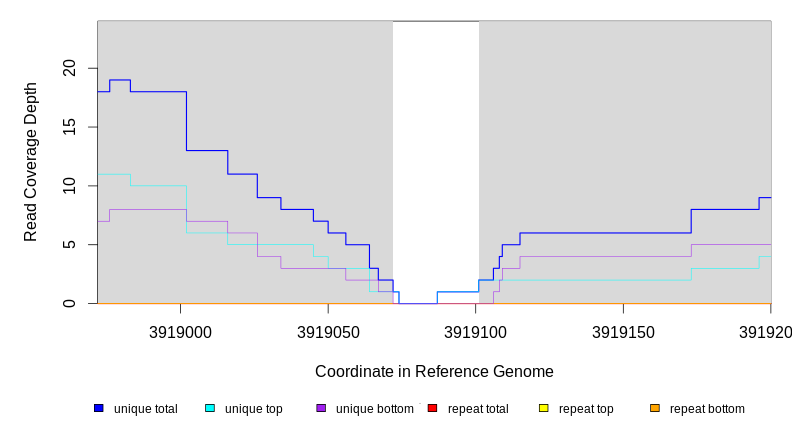 Read Coverage Depth
20
15
10
5
0
3919000 3919050 3919100 3919150 391920
Coordinate in Reference Genome
unique total unique top unique bottom repeat total repeat top repeat bottom